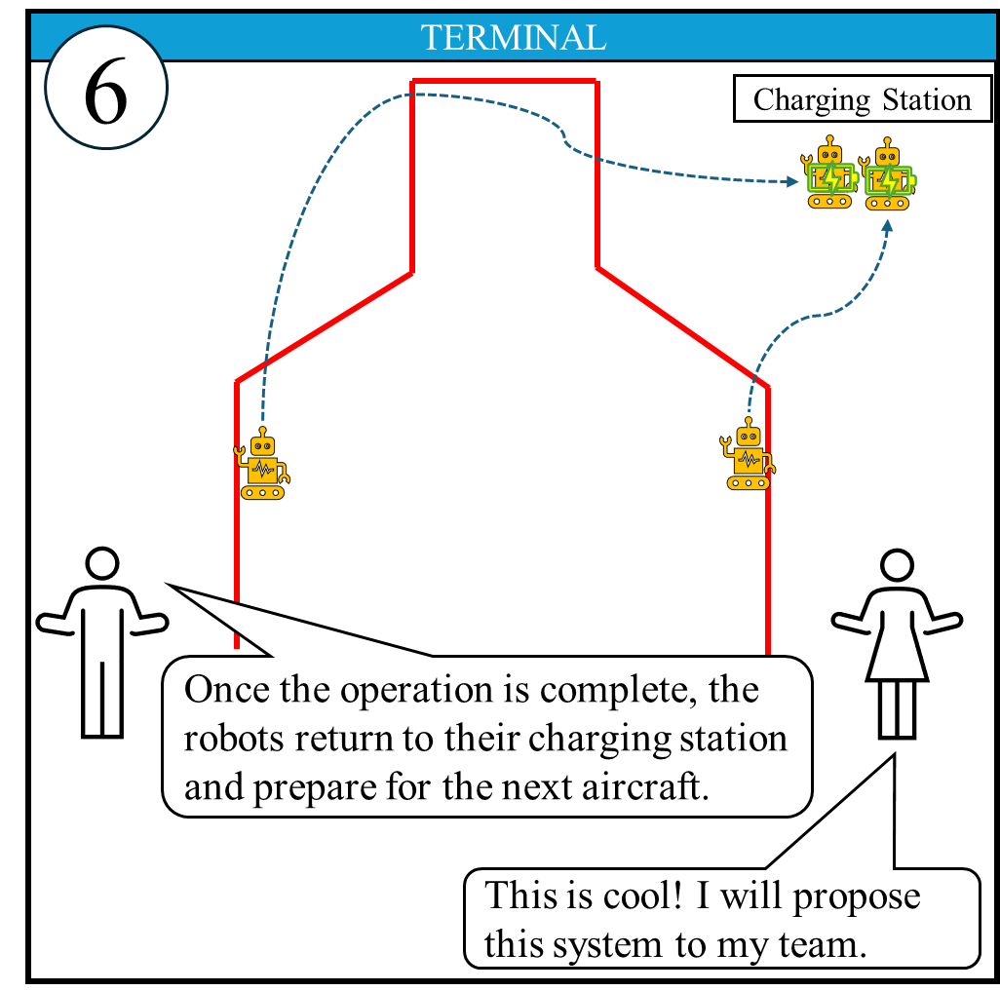 TERMINAL
6
Charging Station
Once the operation is complete, the
robots return to their charging station
and prepare for the next aircraft.
This is cool! I will propose
this system to my team.